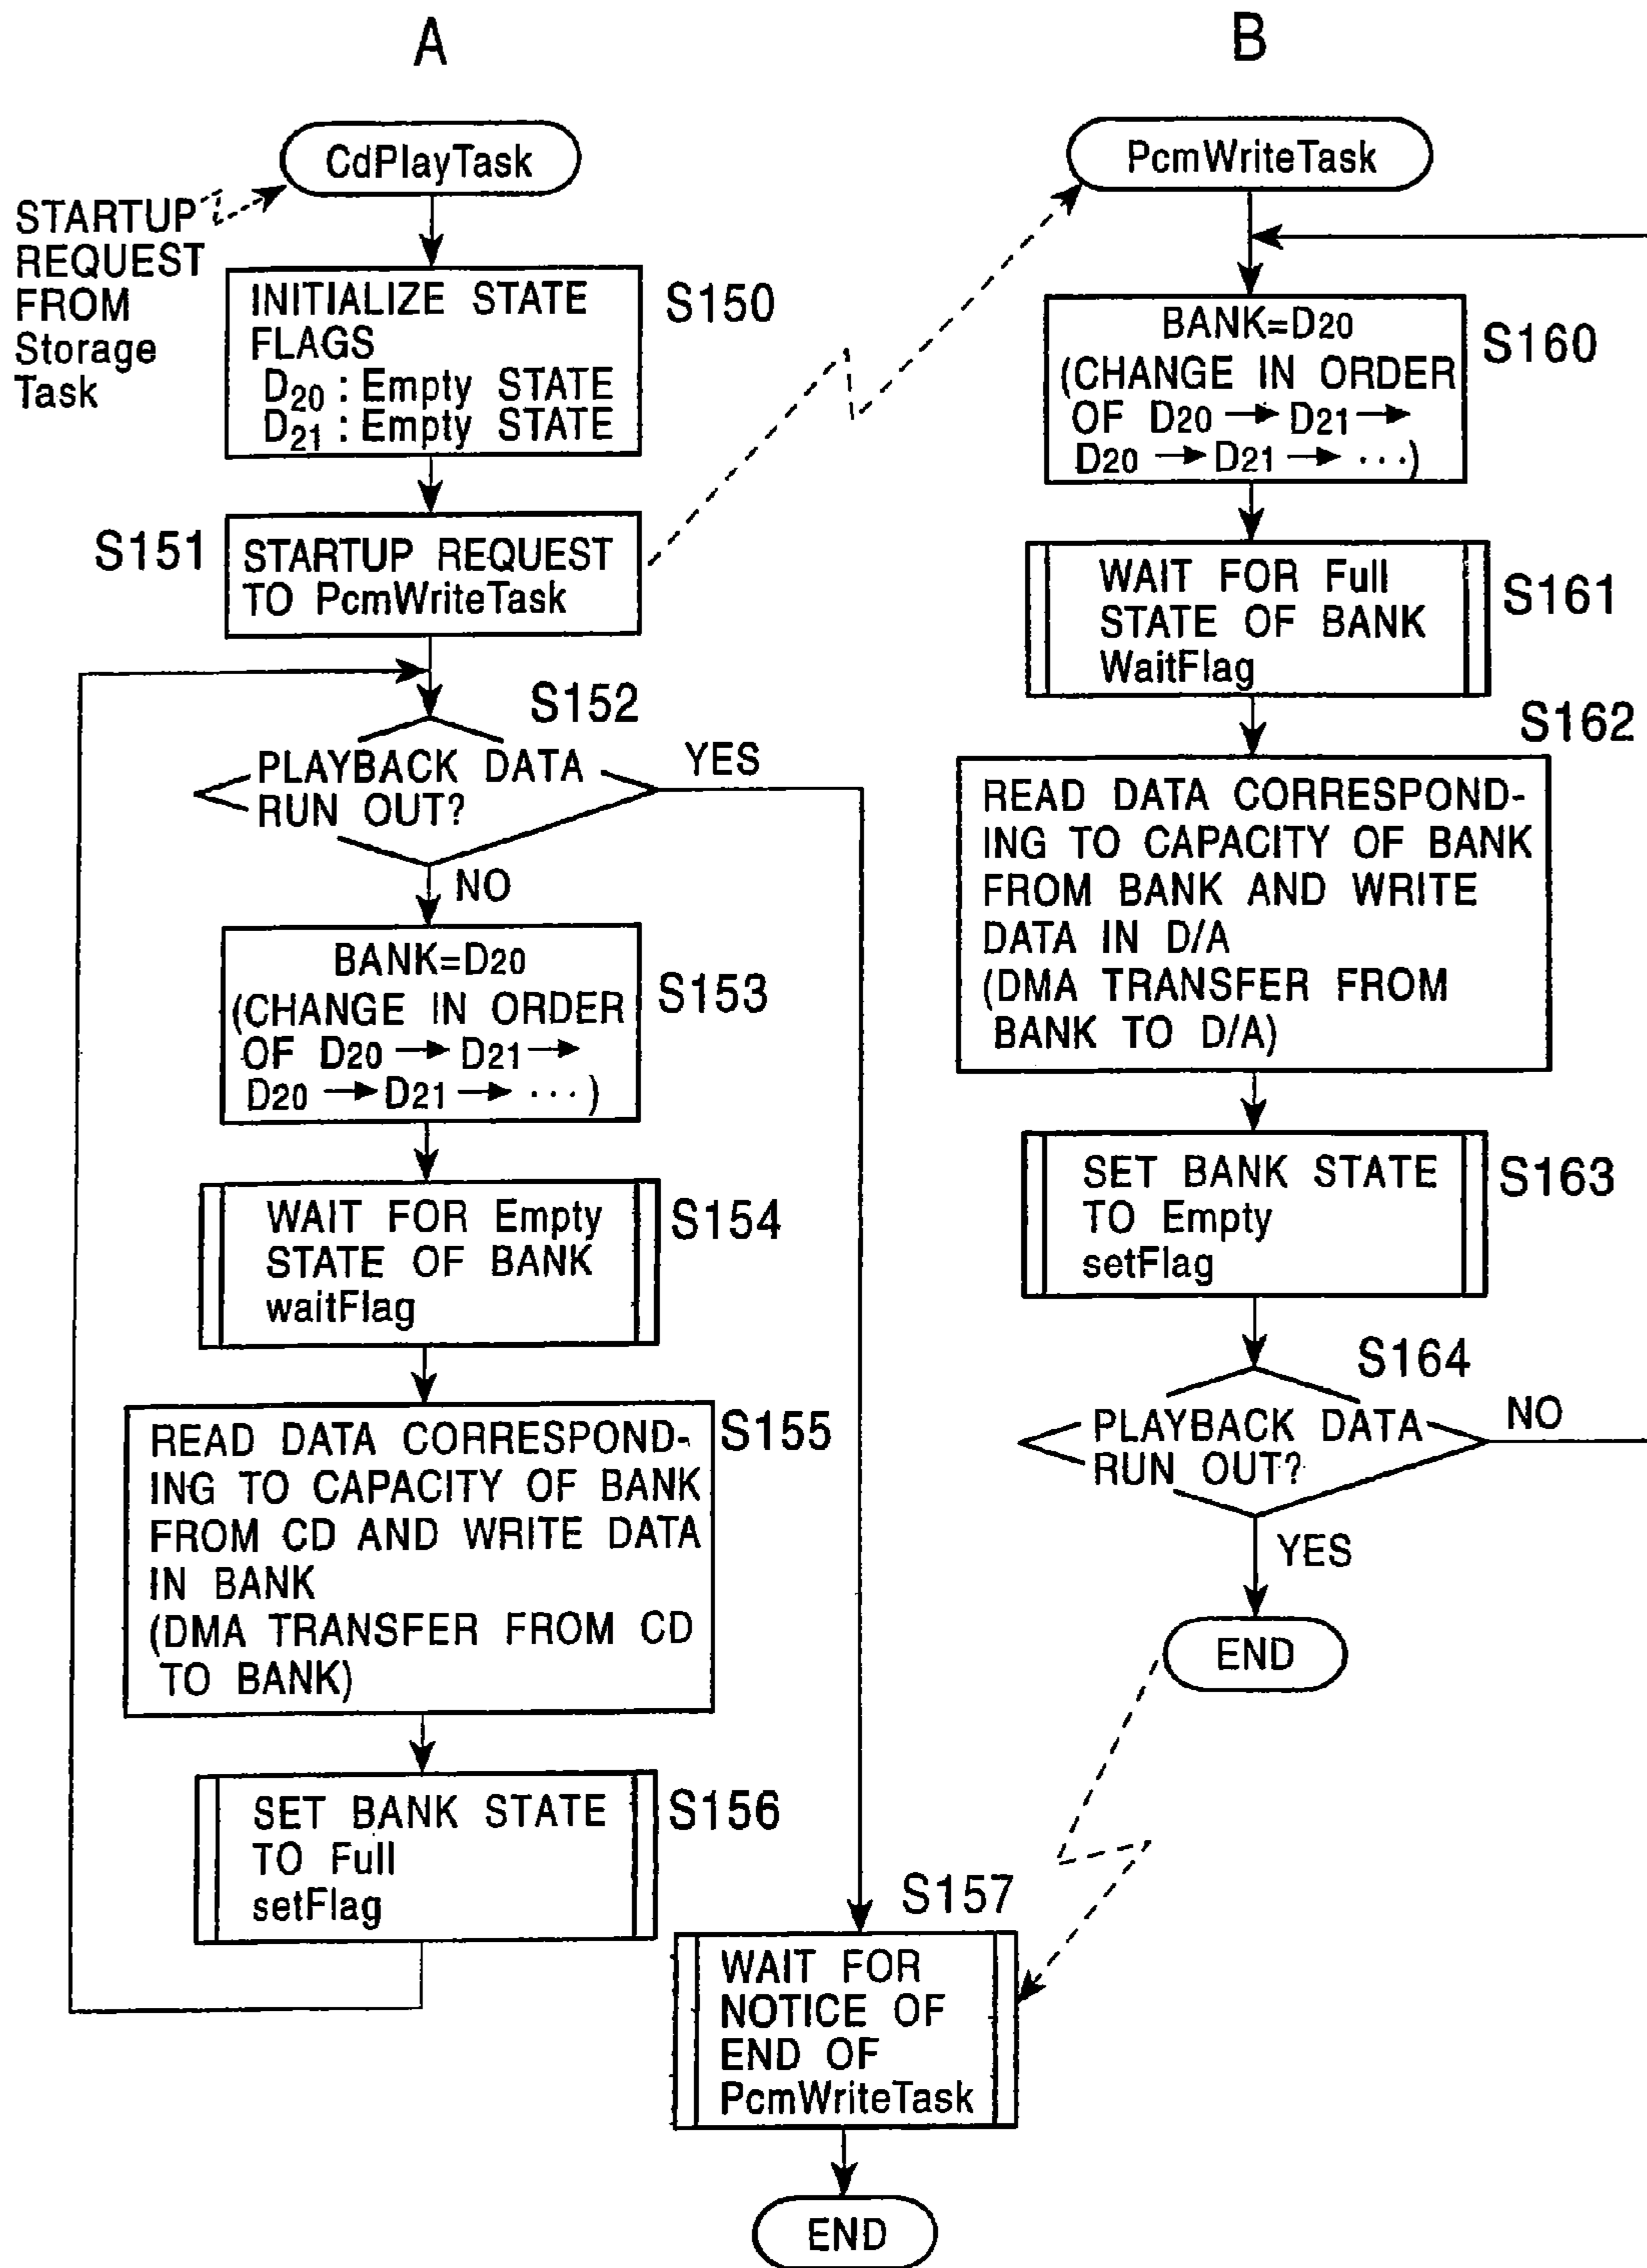 A
CdPlayTask
STARTUP
REQUEST
FROM
Storage
Task
INITIALIZE STATE
FLAGS
D20 : Empty STATE
D21 : Empty STATE
S150
S151
STARTUP REQUEST
TO PcmWriteTask
S152
PLAYBACK DATA
RUN OUT?
YES
NO
BANK=D20
(CHANGE IN ORDER
OF D20 → D21 →
D20 → D21 → ···)
S153
WAIT FOR Empty
STATE OF BANK
waitFlag
S154
READ DATA CORRESPOND-
ING TO CAPACITY OF BANK
FROM CD AND WRITE DATA
IN BANK
(DMA TRANSFER FROM CD
TO BANK)
S155
SET BANK STATE
TO Full
setFlag
S156
S157
WAIT FOR
NOTICE OF
END OF
PcmWriteTask
END
B
PcmWriteTask
BANK=D20
(CHANGE IN ORDER
OF D20 → D21 →
D20 → D21 → ···)
S160
WAIT FOR Full
STATE OF BANK
WaitFlag
S161
S162
READ DATA CORRESPOND-
ING TO CAPACITY OF BANK
FROM BANK AND WRITE
DATA IN D/A
(DMA TRANSFER FROM
BANK TO D/A)
SET BANK STATE
TO Empty
setFlag
S163
S164
PLAYBACK DATA
RUN OUT?
NO
YES
END